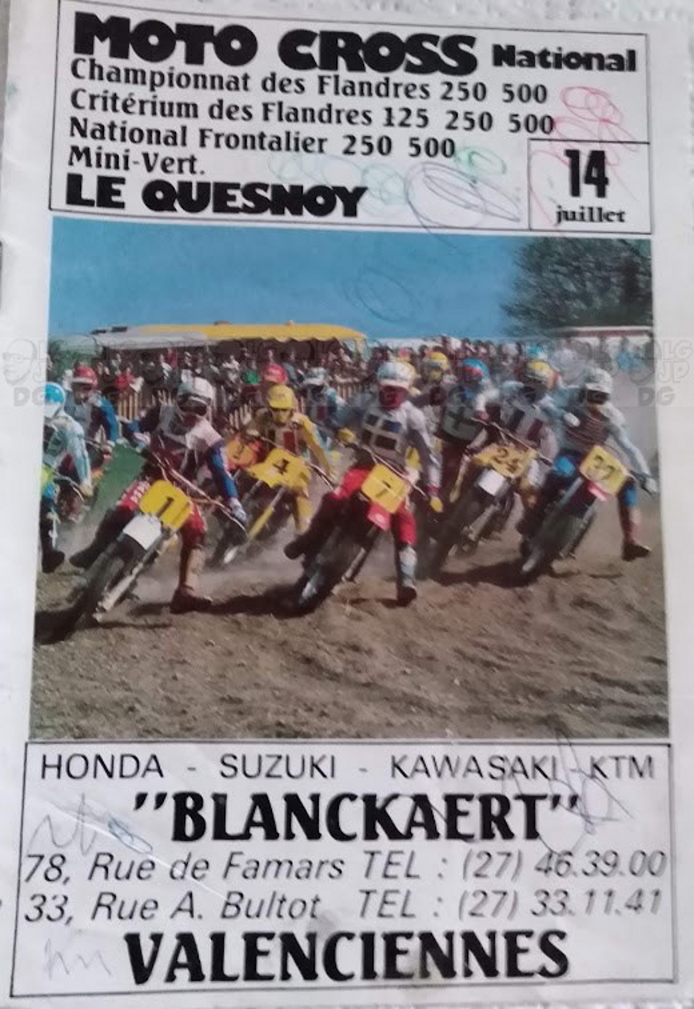 MOTO CROSS National
Championnat des Flandres 250 500
Critérium des Flandres 125 250 500
National Frontalier 250 500
Mini-Vert.
LE QUESNOY
14
juillet
1
4
7
24
HONDA - SUZUKI - KAWASAKI - KTM
"BLANCKAERT"
78, Rue de Famars TEL : (27) 46.39.00
33, Rue A. Bultot TEL : (27) 33.11.41
VALENCIENNES